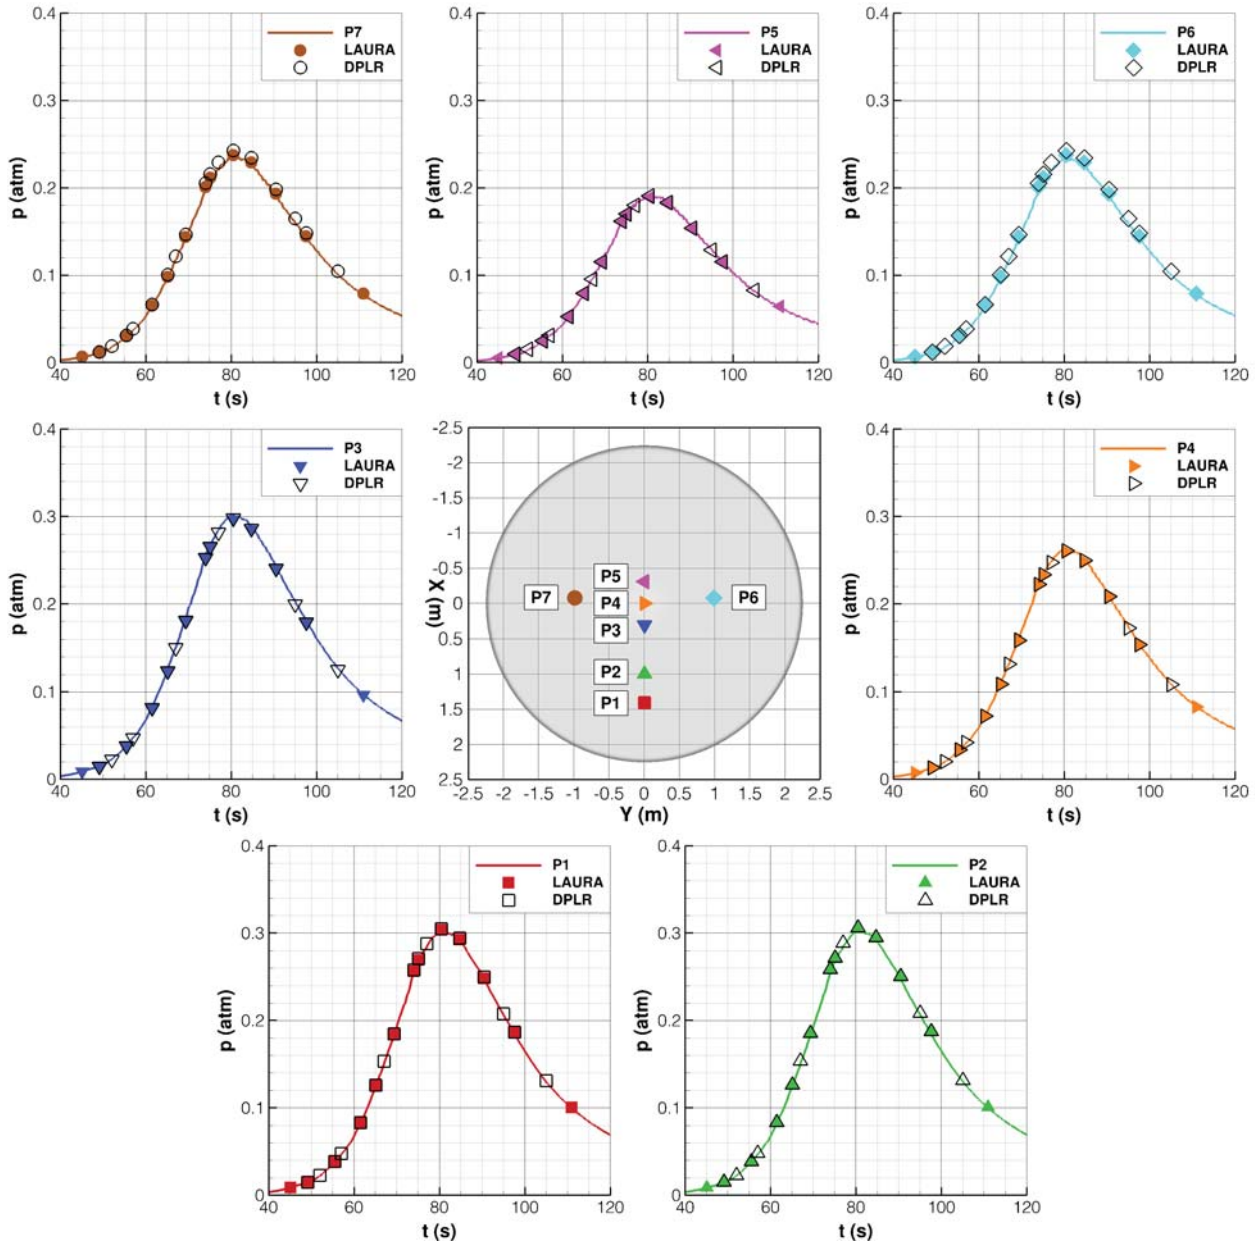 0.4
0.3
0.2
0.1
0
p (atm)
40 60 80 100 120
t (s)
P7
LAURA
DPLR
0.4
0.3
0.2
0.1
0
p (atm)
40 60 80 100 120
t (s)
P5
LAURA
DPLR
0.4
0.3
0.2
0.1
0
p (atm)
40 60 80 100 120
t (s)
P6
LAURA
DPLR
0.4
0.3
0.2
0.1
0
p (atm)
40 60 80 100 120
t (s)
P3
LAURA
DPLR
-2.5
-2
-1.5
-1
-0.5
0
0.5
1
1.5
2
2.5
X (m)
-2.5 -2 -1.5 -1 -0.5 0 0.5 1 1.5 2 2.5
Y (m)
P5
P7
P4
P6
P3
P2
P1
0.4
0.3
0.2
0.1
0
p (atm)
40 60 80 100 120
t (s)
P4
LAURA
DPLR
0.4
0.3
0.2
0.1
0
p (atm)
40 60 80 100 120
t (s)
P1
LAURA
DPLR
0.4
0.3
0.2
0.1
0
p (atm)
40 60 80 100 120
t (s)
P2
LAURA
DPLR